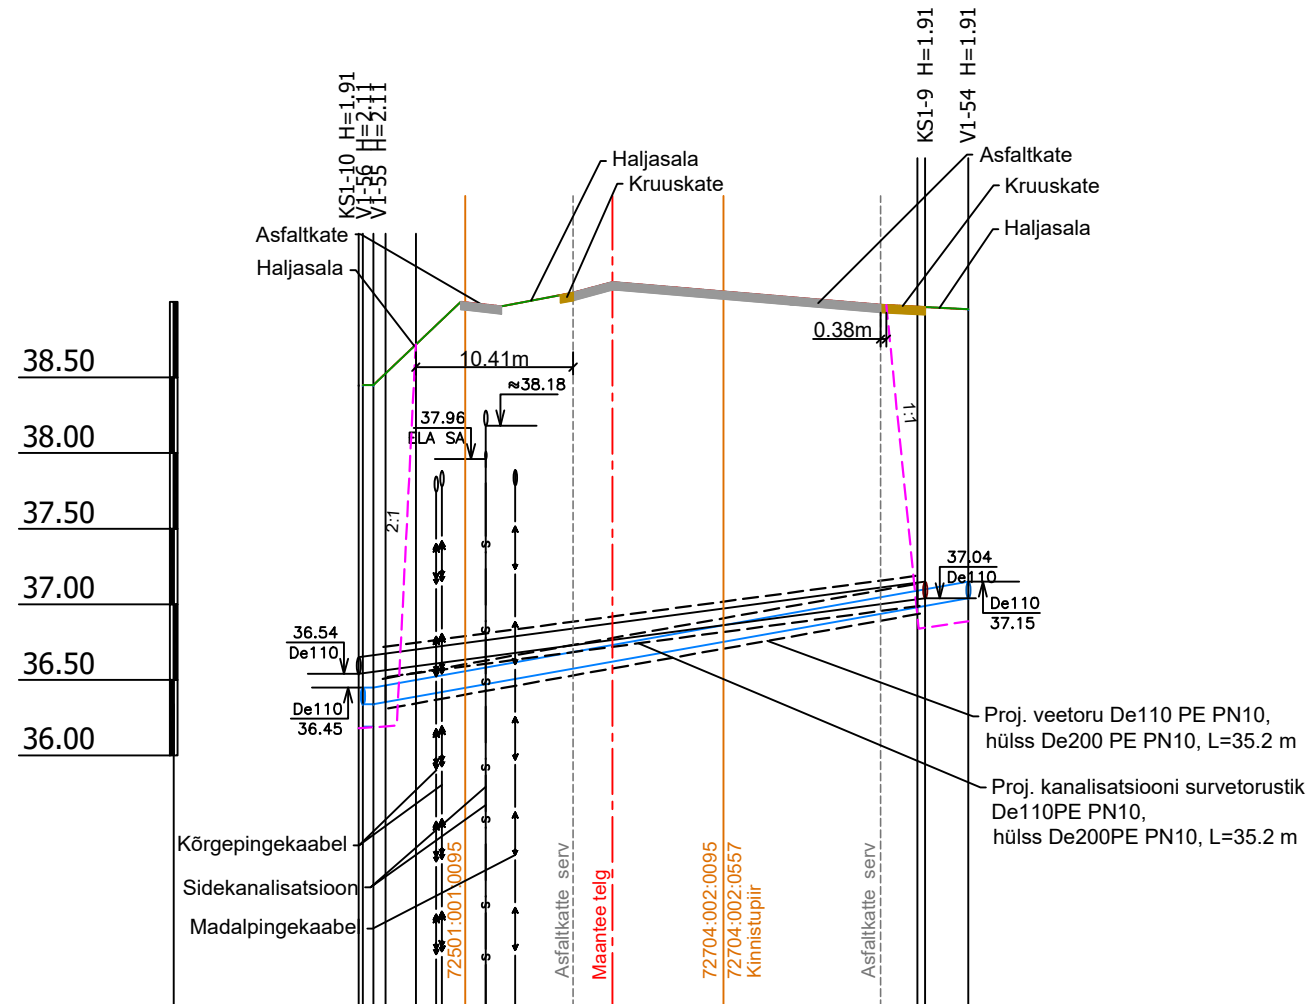 KS1-10 H=1.91
V1-56 H=2.11
V1-55 H=2.11
KS1-9 H=1.91
V1-54 H=1.91
Haljasala
Kruuskate
Asfaltkate
Haljasala
Asfaltkate
Kruuskate
Haljasala
0.38m
10.41m
≈38.18
37.96
ELA SA
38.50
38.00
37.50
37.00
36.50
36.00
2:1
1:1
s
s
s
s
s
s
37.04
De110
De110
37.15
36.54
De110
De110
36.45
Proj. veetoru De110 PE PN10,
hülss De200 PE PN10, L=35.2 m
Proj. kanalisatsiooni survetorustik
De110PE PN10,
hülss De200PE PN10, L=35.2 m
Kõrgepingekaabel
Sidekanalisatsioon
Madalpingekaabel
72501:001:0095
Asfaltkatte serv
Maantee telg
72704:002:0095
72704:002:0557
Kinnistupiir
Asfaltkatte serv